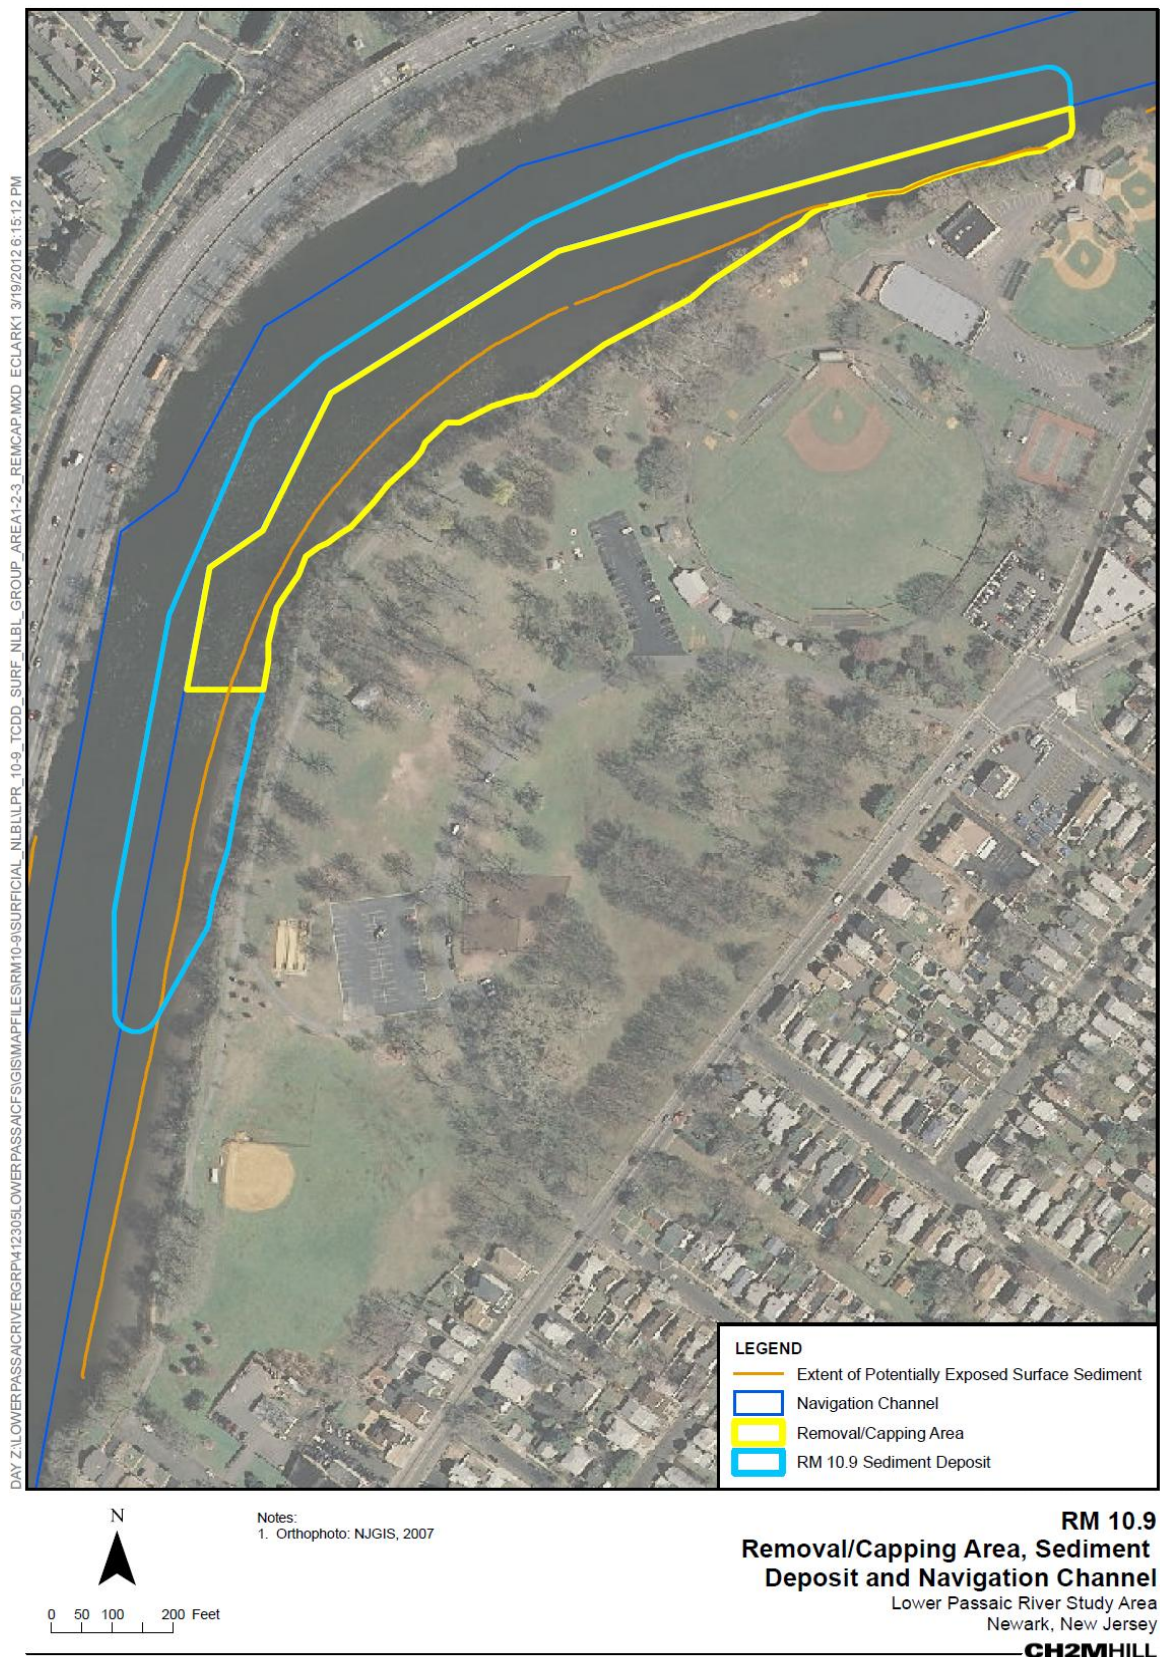 DAY Z:\LOWERPASSAICRIVERGRP\412305LOWERPASSAICFS\GIS\MAPFILES\RM10-9\SURFICIAL_NLBL\LPR_10-9_TCDD_SURF_NLBL_GROUP_AREA1-2-3_REMCAP.MXD ECLARK1 3/19/2012 6:15:12 PM
LEGEND
Extent of Potentially Exposed Surface Sediment
Navigation Channel
Removal/Capping Area
RM 10.9 Sediment Deposit
N
0 50 100 200 Feet
Notes:
1. Orthophoto: NJGIS, 2007
RM 10.9
Removal/Capping Area, Sediment
Deposit and Navigation Channel
Lower Passaic River Study Area
Newark, New Jersey
CH2MHILL